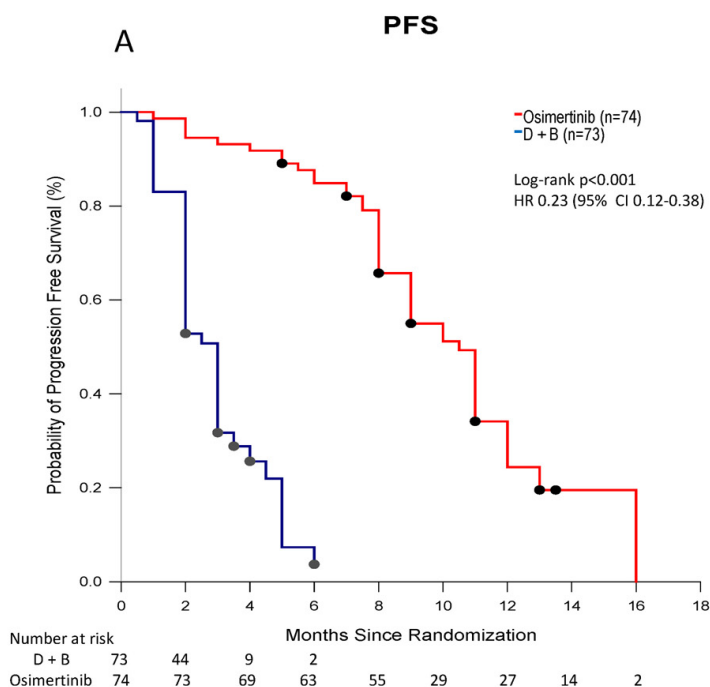 PFS
A
Osimertinib (n=74)
D + B (n=73)
Log-rank p<0.001
HR 0.23 (95% CI 0.12-0.38)
Probability of Progression Free Survival (%)
1.0
0.8
0.6
0.4
0.2
0.0
0 2 4 6 8 10 12 14 16 18
Months Since Randomization
Number at risk
D + B 73 44 9 2
Osimertinib 74 73 69 63 55 29 27 14 2